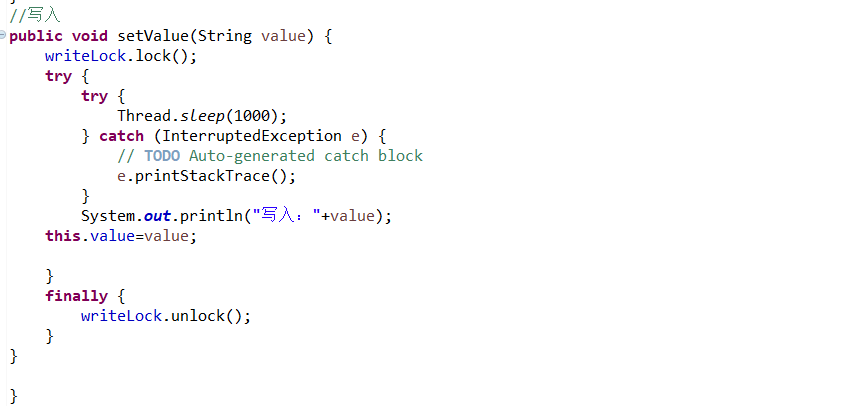 //写入
public void setValue(String value) {
writeLock.lock();
try {
try {
Thread.sleep(1000);
} catch (InterruptedException e) {
// TODO Auto-generated catch block
e.printStackTrace();
}
System.out.println("写入："+value);
this.value=value;
}
finally {
writeLock.unlock();
}
}
}